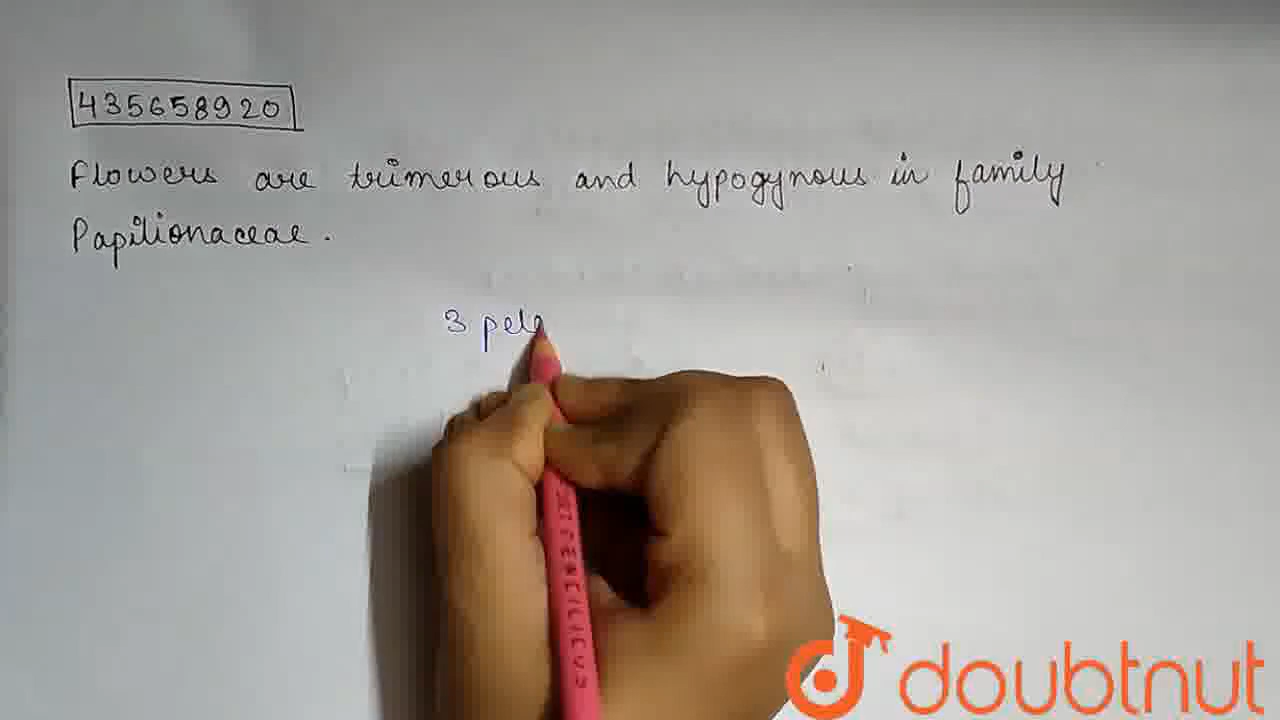 435658920
Flowers are trimerous and hypogynous in family
Papilionaceae.
3 pet
doubtnut